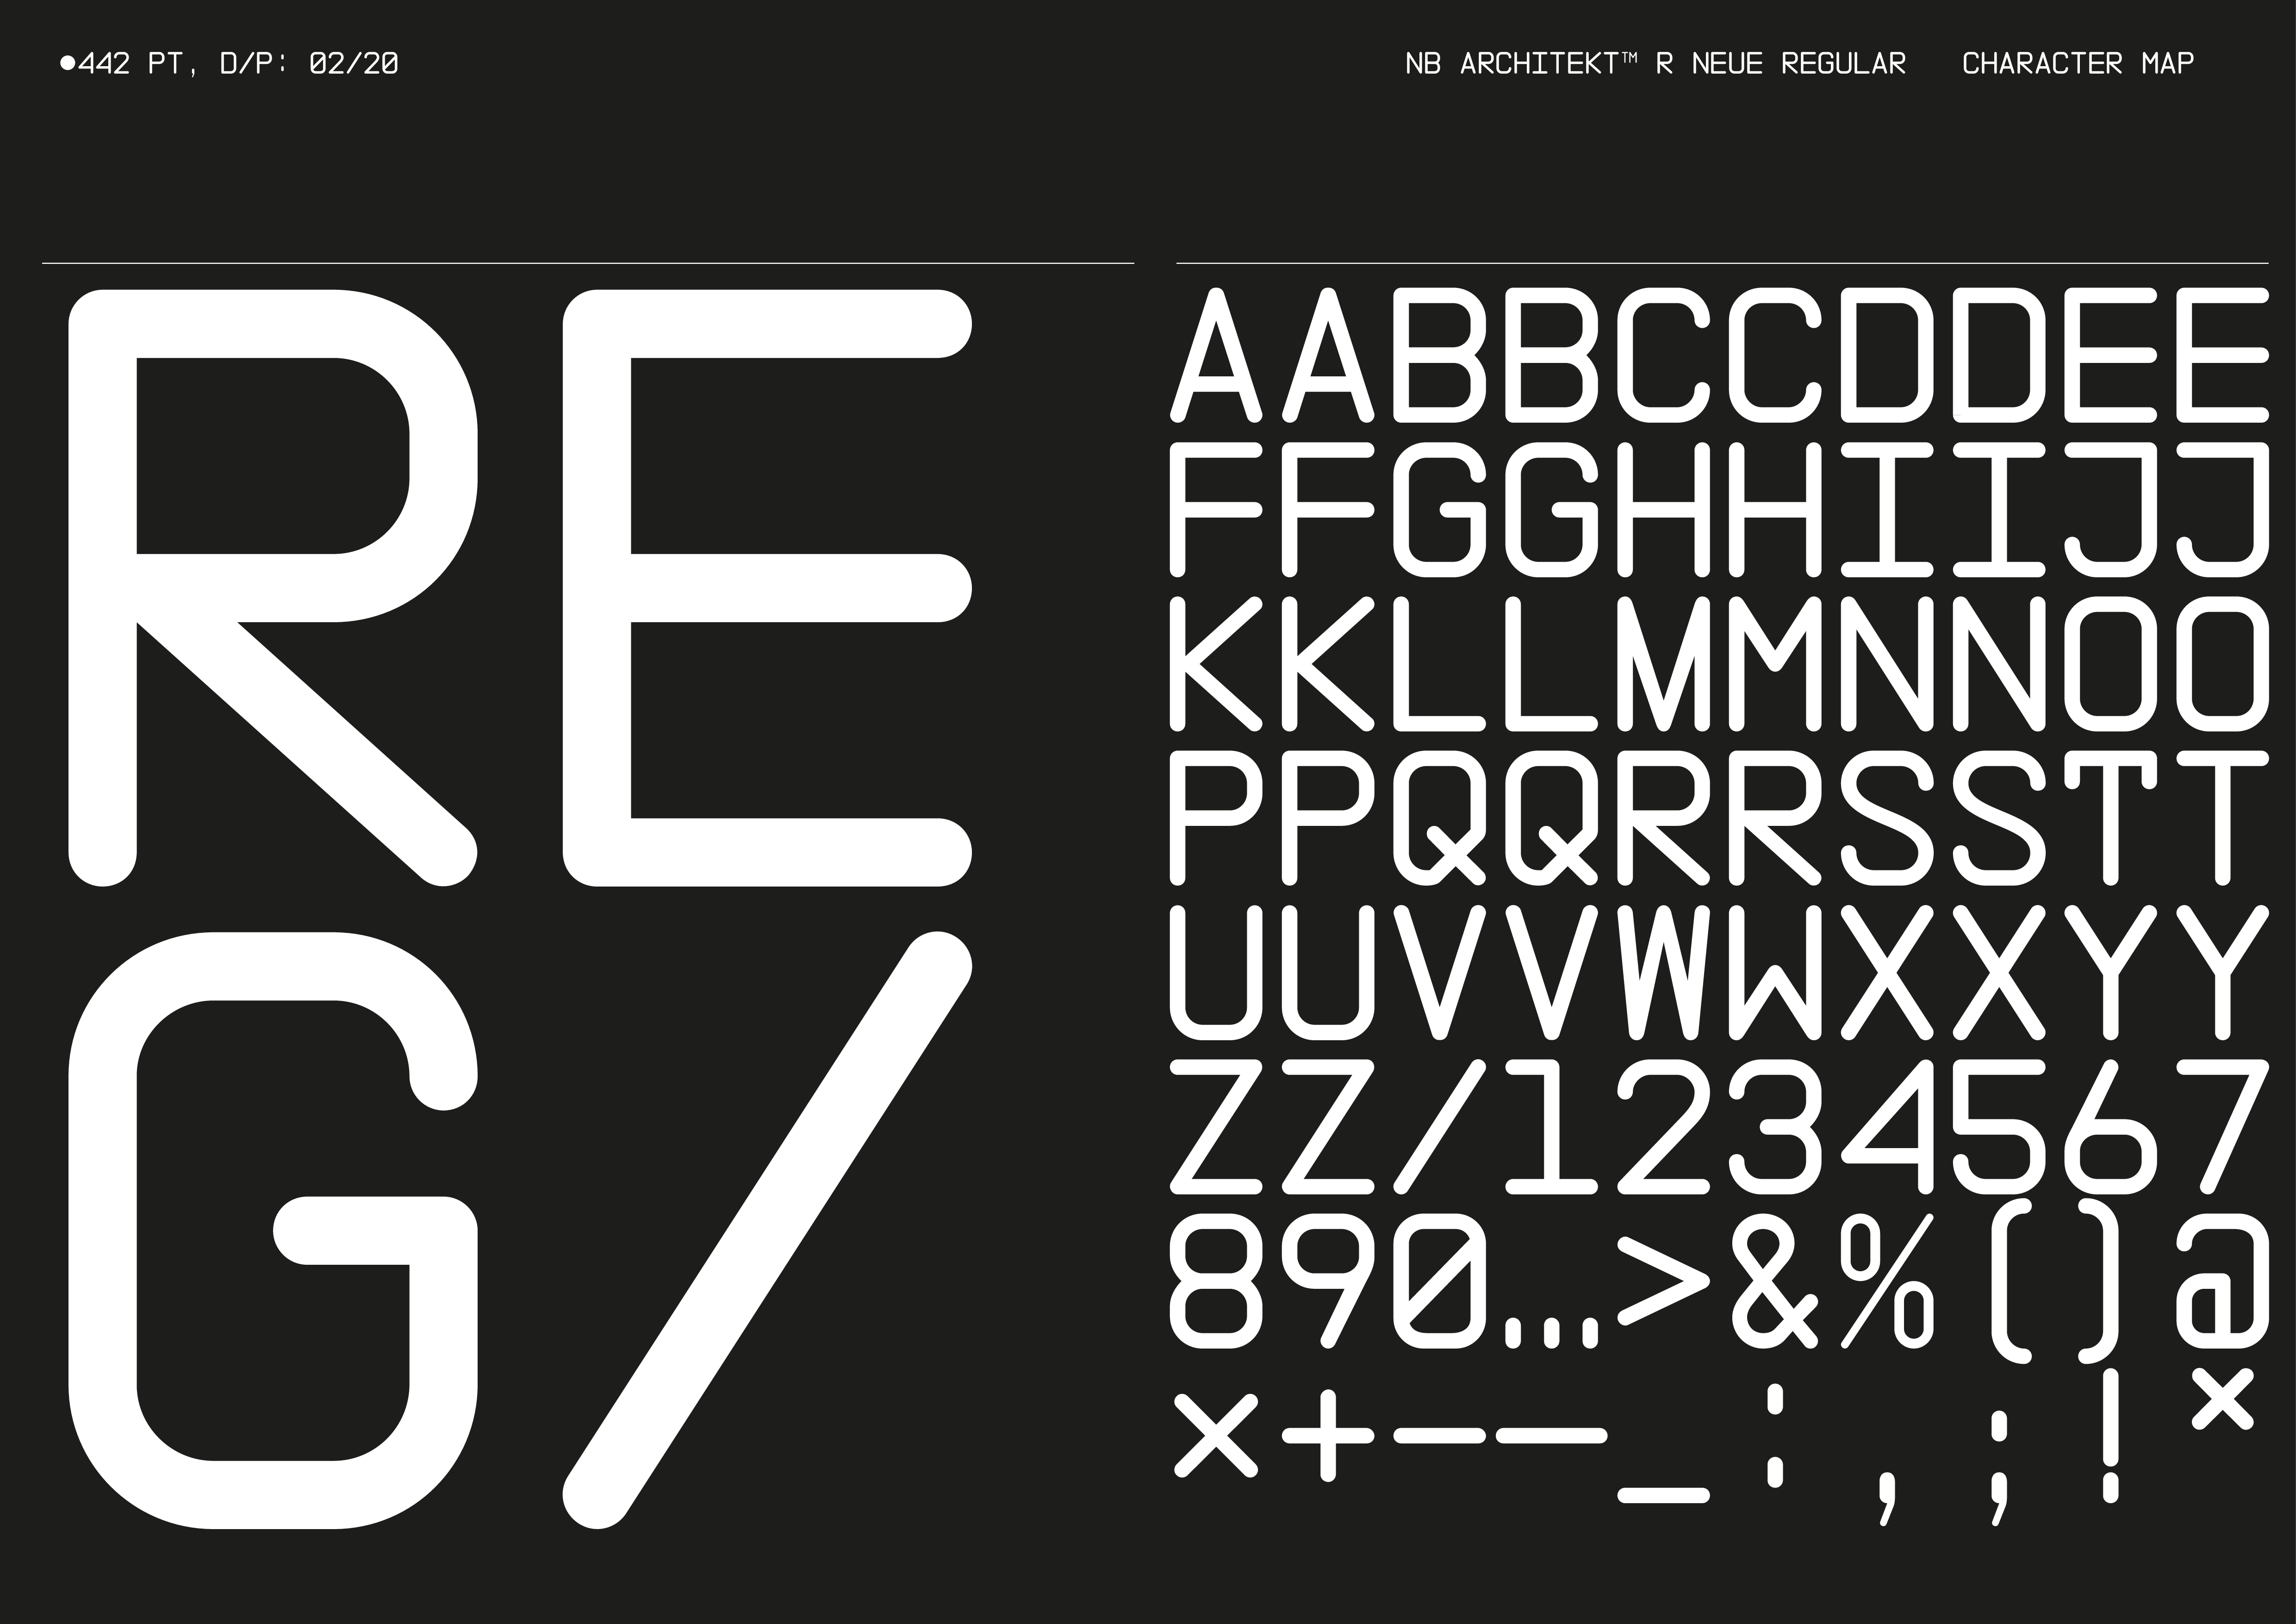 ●442 PT, D/P: 02/20
NB ARCHITEKT™ R NEUE REGULAR CHARACTER MAP
RE
G/
AABBCCDDEE
FFGGHHIIJJ
KKLLMMNNOO
PPQQRRSSTT
UUVVWWXXYY
ZZ/1234567
890…>&%()a
×+–—_:,;!*